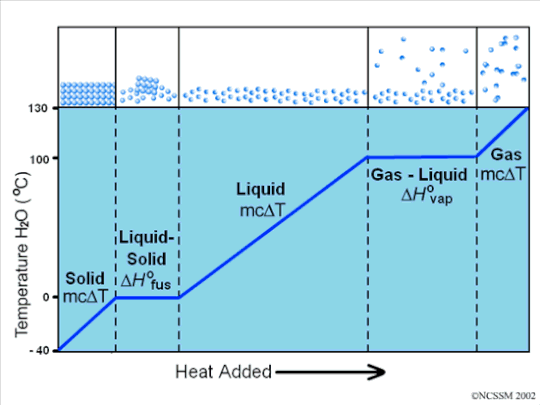 130
100
0
-40
Temperature H2O (°C)
Solid
mcΔT
Liquid-
Solid
ΔH°fus
Liquid
mcΔT
Gas - Liquid
ΔH°vap
Gas
mcΔT
Heat Added
©NCSSM 2002